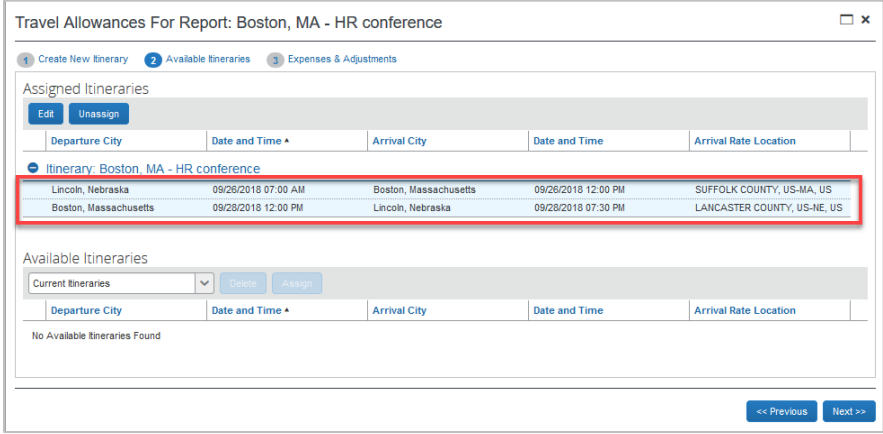 Travel Allowances For Report: Boston, MA - HR conference
1 Create New Itinerary 2 Available Itineraries 3 Expenses & Adjustments
Assigned Itineraries
Edit Unassign
Departure City Date and Time Arrival City Date and Time Arrival Rate Location
Itinerary: Boston, MA - HR conference
Lincoln, Nebraska 09/26/2018 07:00 AM Boston, Massachusetts 09/26/2018 12:00 PM SUFFOLK COUNTY, US-MA, US
Boston, Massachusetts 09/28/2018 12:00 PM Lincoln, Nebraska 09/28/2018 07:30 PM LANCASTER COUNTY, US-NE, US
Available Itineraries
Current Itineraries Delete Assign
Departure City Date and Time Arrival City Date and Time Arrival Rate Location
No Available Itineraries Found
<< Previous Next >>